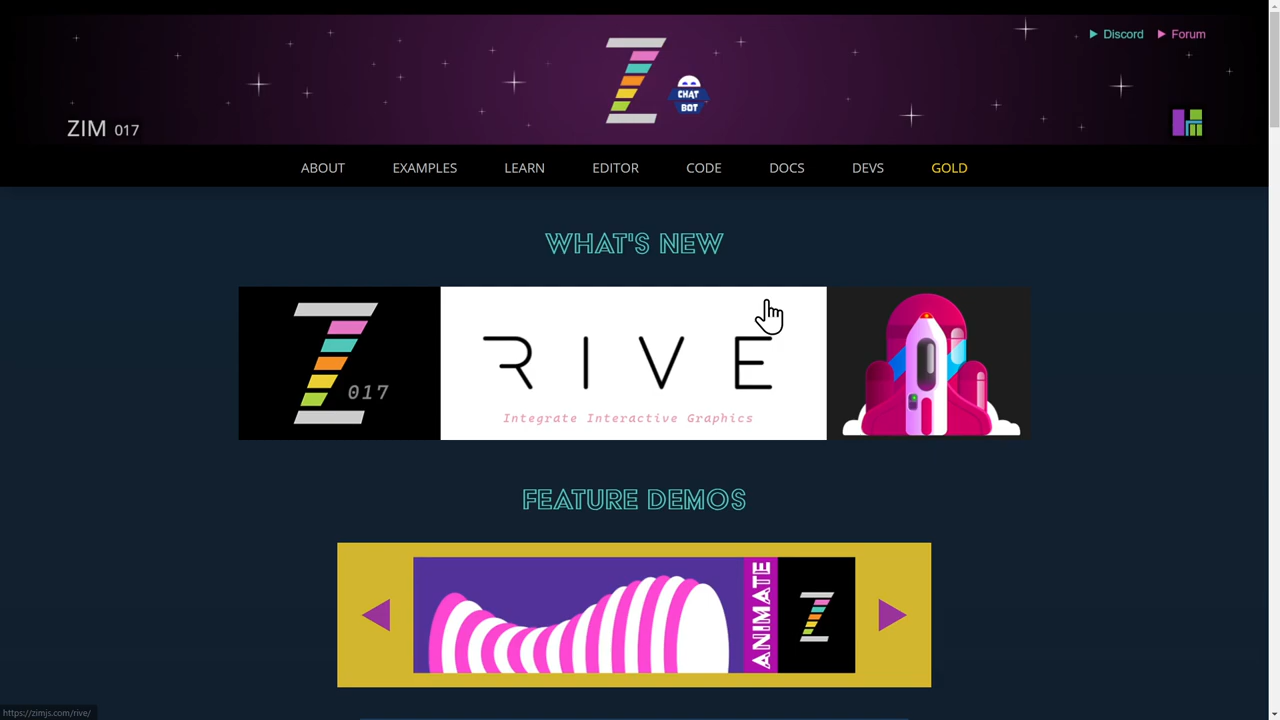 Discord Forum
CHAT
BOT
ZIM 017
ABOUT EXAMPLES LEARN EDITOR CODE DOCS DEVS GOLD
WHAT'S NEW
017
RIVE
Integrate Interactive Graphics
FEATURE DEMOS
ANIMATE
https://zimjs.com/rive/